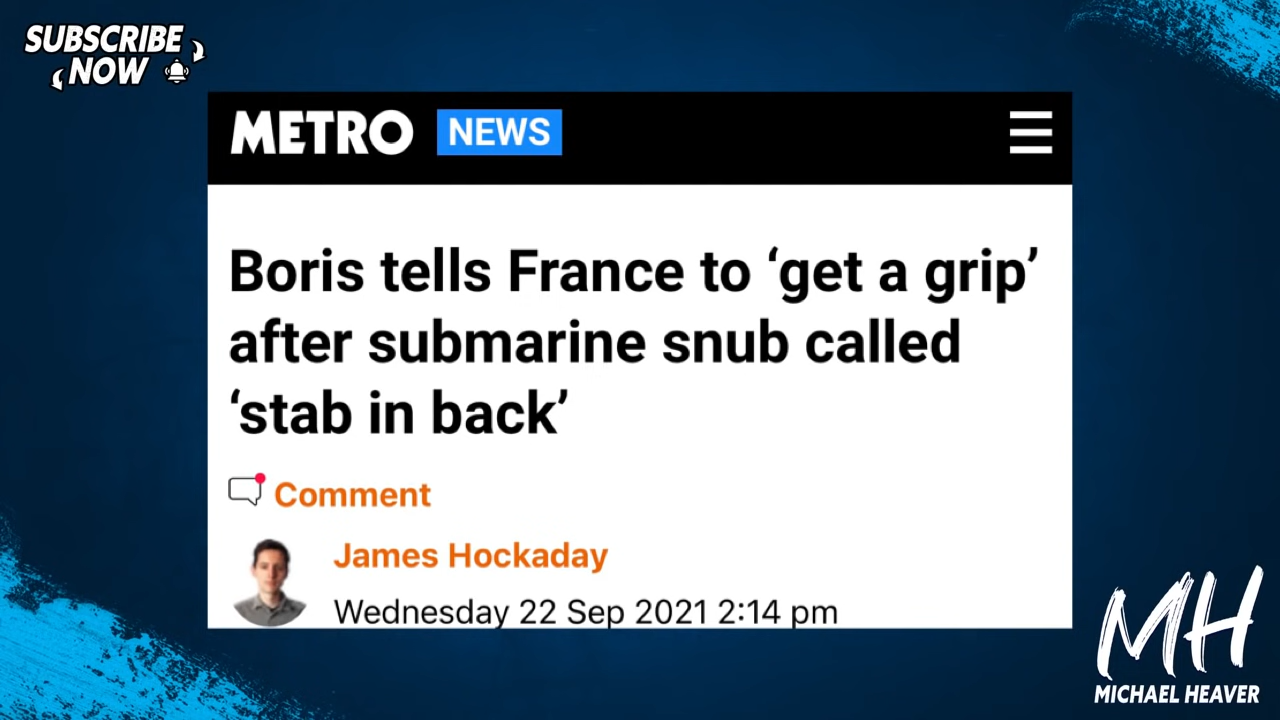 SUBSCRIBE
NOW
METRO NEWS
Boris tells France to ‘get a grip’
after submarine snub called
‘stab in back’
Comment
James Hockaday
Wednesday 22 Sep 2021 2:14 pm
MH
MICHAEL HEAVER